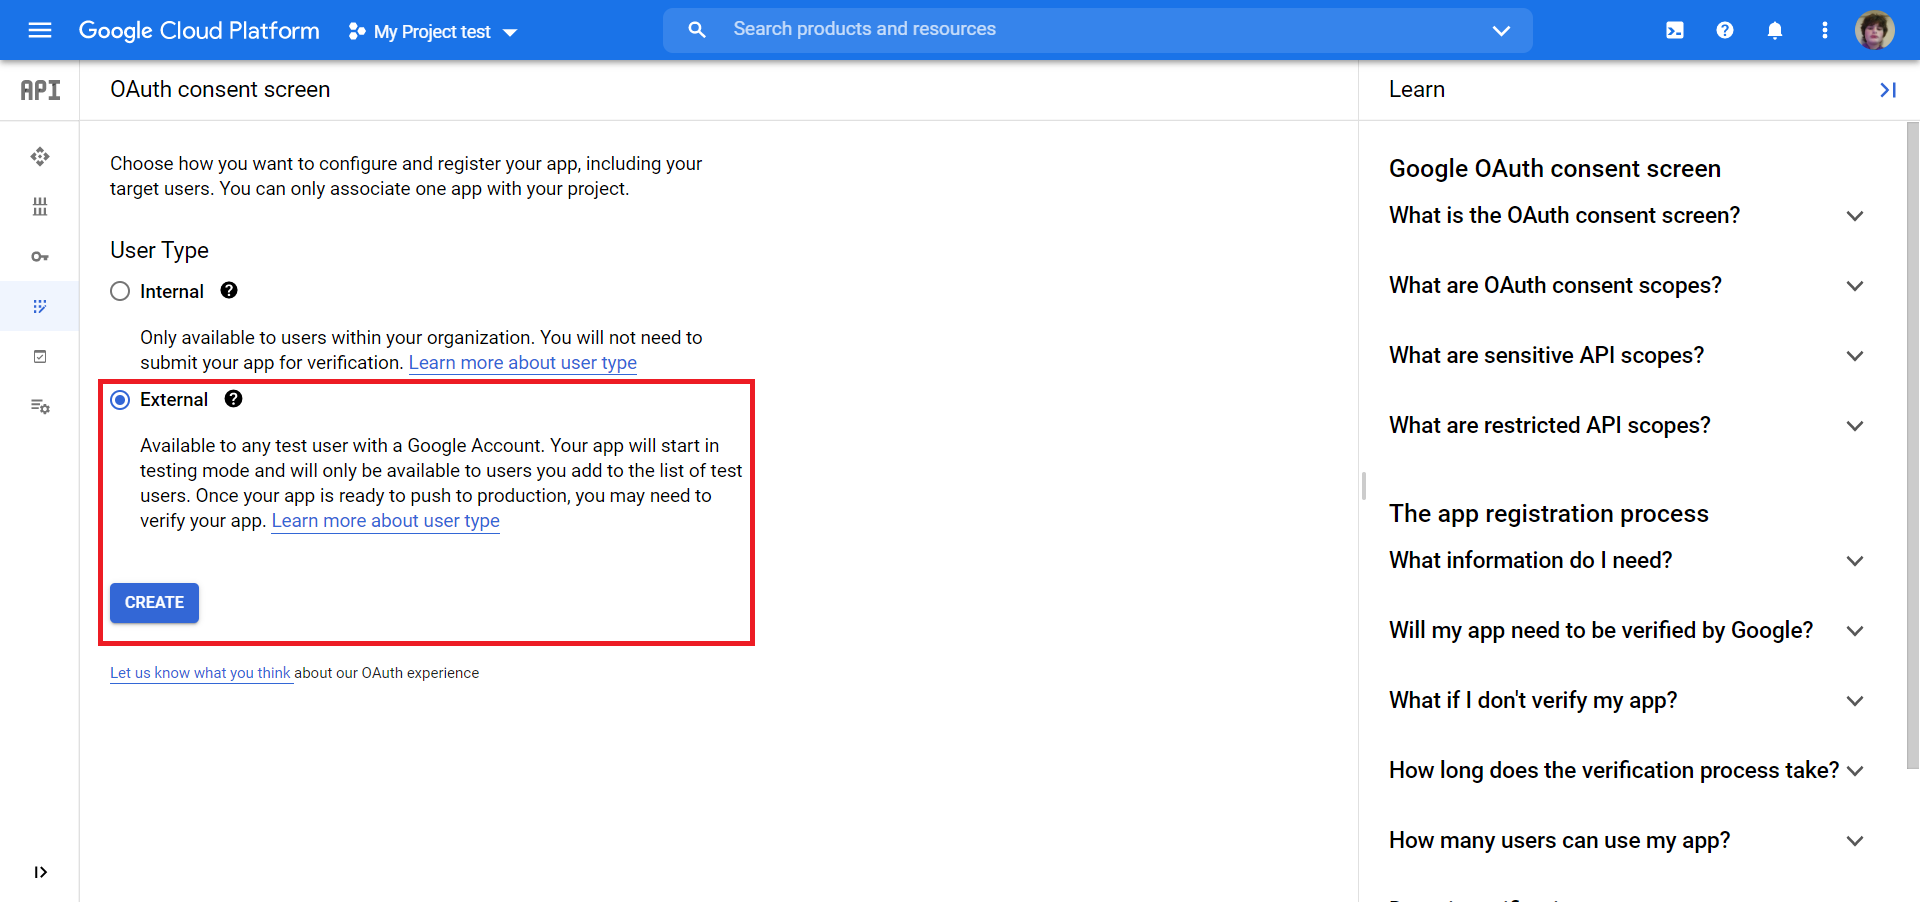 Google Cloud Platform
My Project test
Search products and resources
API
OAuth consent screen
Choose how you want to configure and register your app, including your
target users. You can only associate one app with your project.
User Type
Internal
Only available to users within your organization. You will not need to
submit your app for verification. Learn more about user type
External
Available to any test user with a Google Account. Your app will start in
testing mode and will only be available to users you add to the list of test
users. Once your app is ready to push to production, you may need to
verify your app. Learn more about user type
CREATE
Let us know what you think about our OAuth experience
Learn
Google OAuth consent screen
What is the OAuth consent screen?
What are OAuth consent scopes?
What are sensitive API scopes?
What are restricted API scopes?
The app registration process
What information do I need?
Will my app need to be verified by Google?
What if I don't verify my app?
How long does the verification process take?
How many users can use my app?